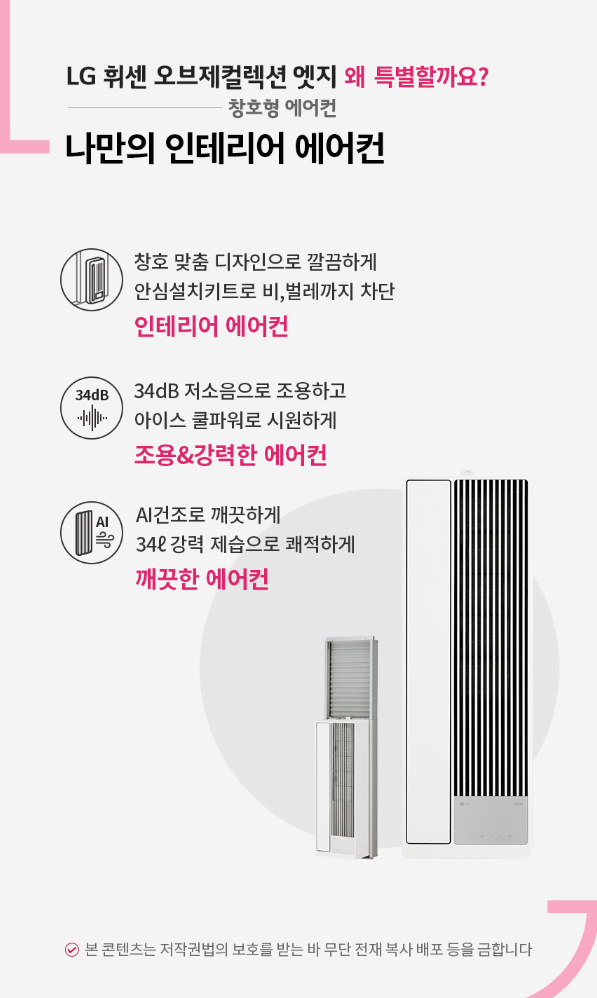 LG 휘센 오브제컬렉션 엣지 왜 특별할까요?
창호형 에어컨
나만의 인테리어 에어컨
창호 맞춤 디자인으로 깔끔하게
안심설치키트로 비,벌레까지 차단
인테리어 에어컨
34dB
34dB 저소음으로 조용하고
아이스 쿨파워로 시원하게
조용&강력한 에어컨
AI
AI건조로 깨끗하게
34ℓ 강력 제습으로 쾌적하게
깨끗한 에어컨
본 콘텐츠는 저작권법의 보호를 받는 바 무단 전재 복사 배포 등을 금합니다